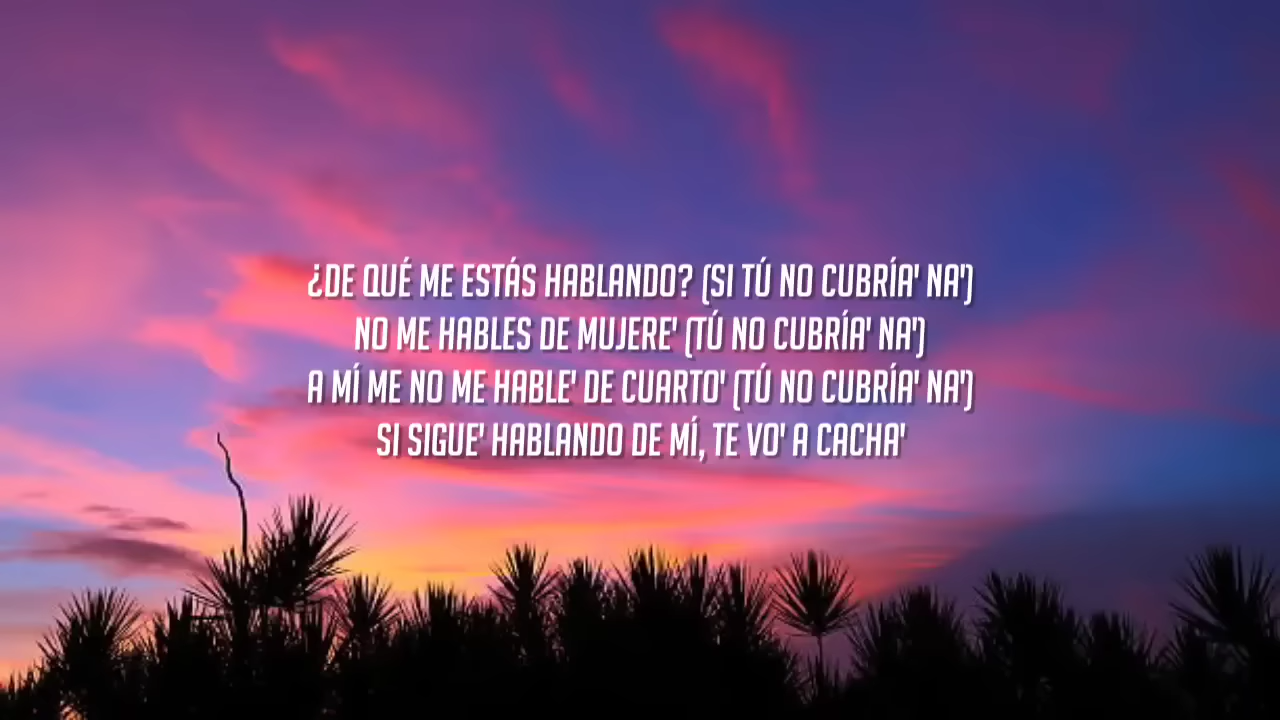 ¿DE QUÉ ME ESTÁS HABLANDO? (SI TÚ NO CUBRÍA' NA')
NO ME HABLES DE MUJERE' (TÚ NO CUBRÍA' NA')
A MÍ ME NO ME HABLE' DE CUARTO' (TÚ NO CUBRÍA' NA')
SI SIGUE' HABLANDO DE MÍ, TE VO' A CACHA'